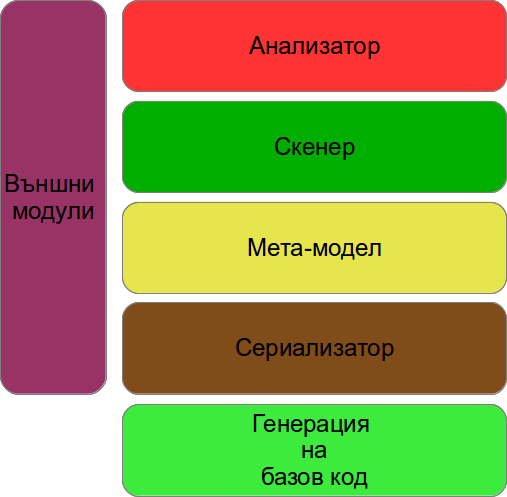 Външни
модули
Анализатор
Скенер
Мета-модел
Сериализатор
Генерация
на
базов код